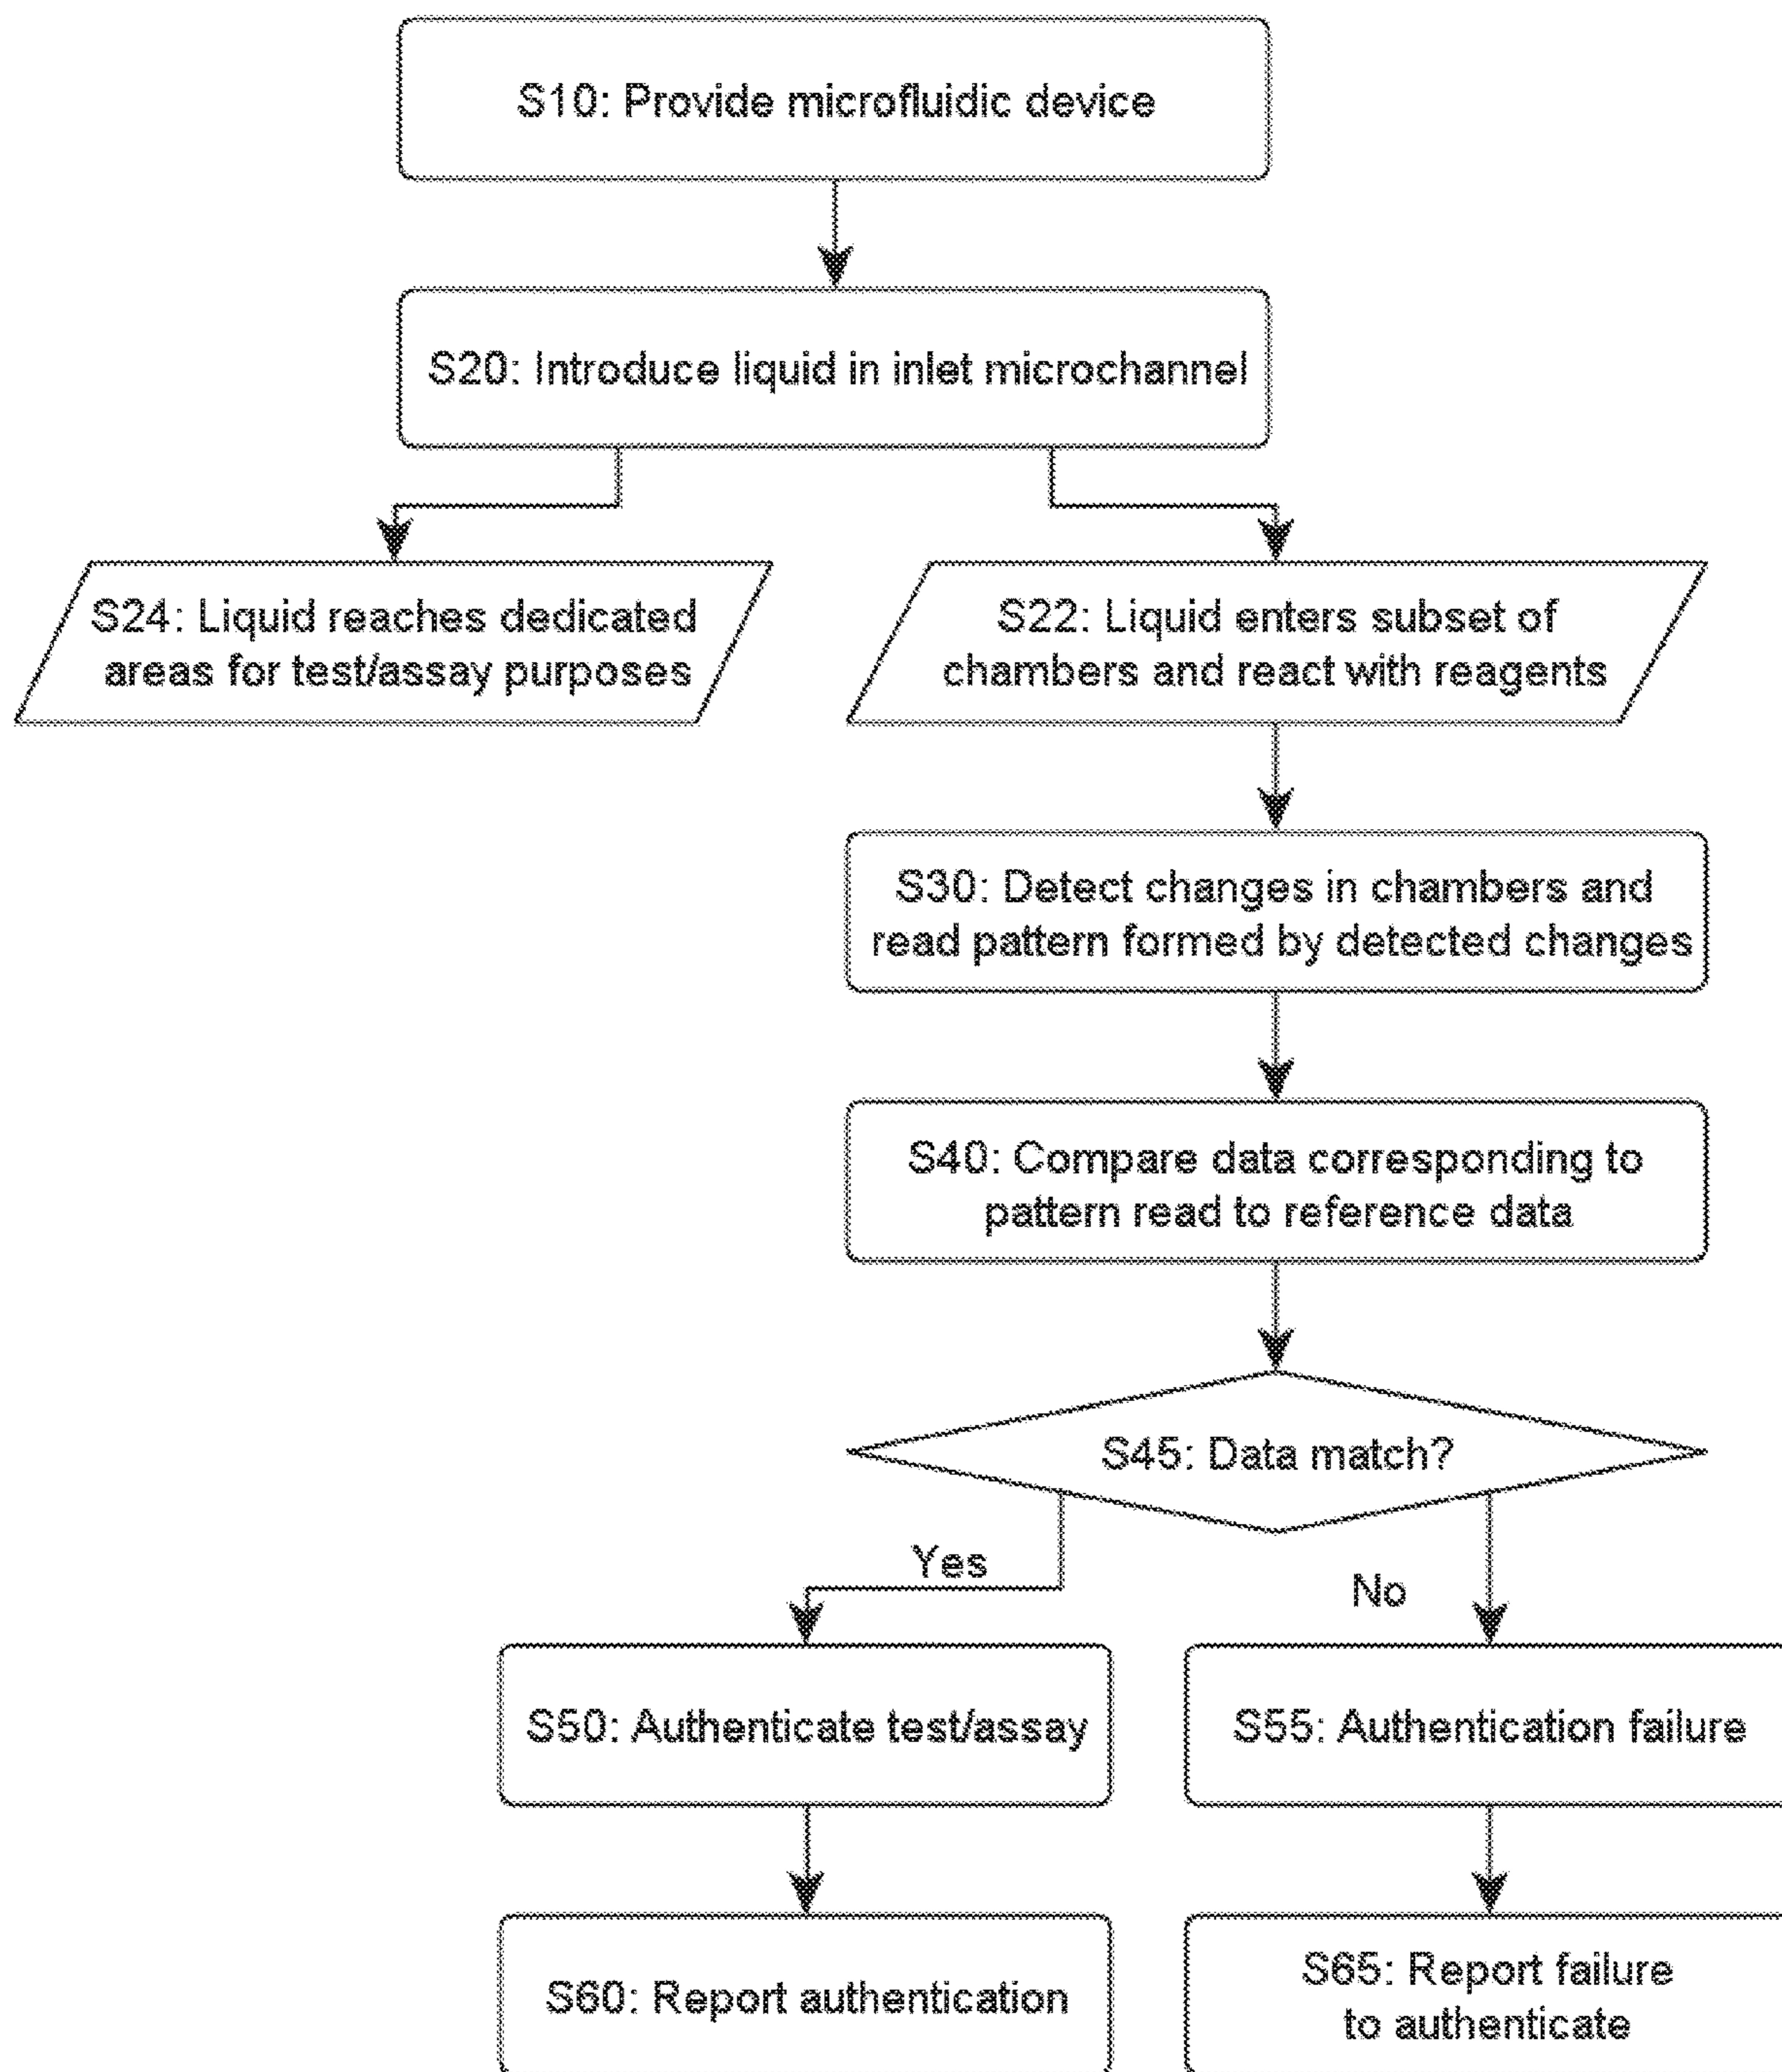 S10: Provide microfluidic device
S20: Introduce liquid in inlet microchannel
S24: Liquid reaches dedicated
areas for test/assay purposes
S22: Liquid enters subset of
chambers and react with reagents
S30: Detect changes in chambers and
read pattern formed by detected changes
S40: Compare data corresponding to
pattern read to reference data
S45: Data match?
Yes
No
S50: Authenticate test/assay
S55: Authentication failure
S60: Report authentication
S65: Report failure
to authenticate